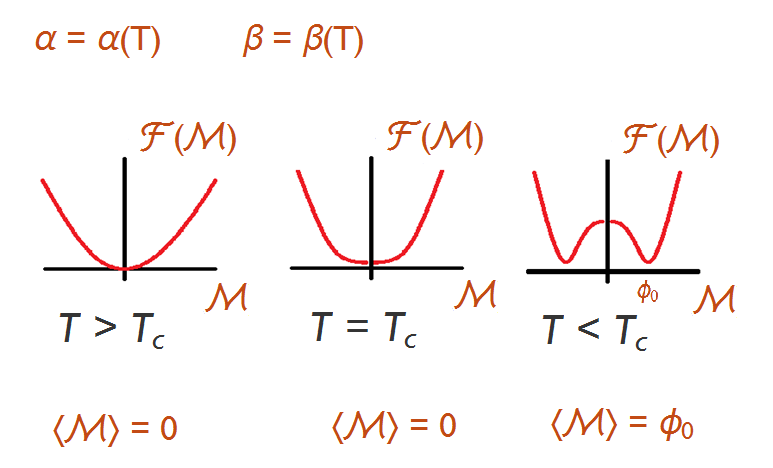 α = α(T) β = β(T)
ℱ(ℳ) ℱ(ℳ) ℱ(ℳ)
ℳ ℳ ϕ₀ ℳ
T > T꜀ T = T꜀ T < T꜀
⟨ℳ⟩ = 0 ⟨ℳ⟩ = 0 ⟨ℳ⟩ = ϕ₀